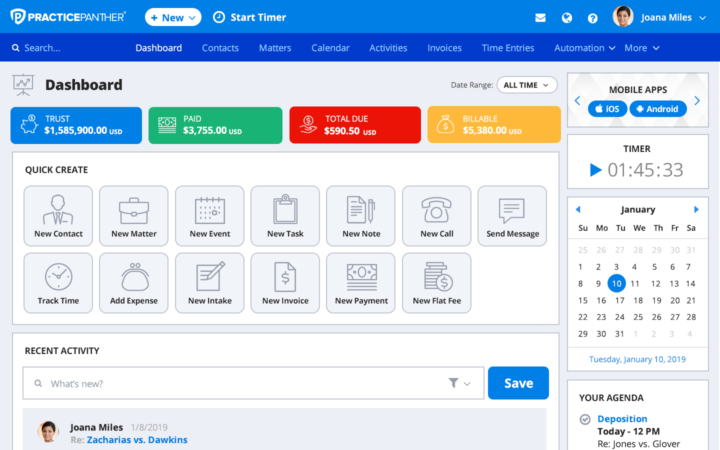 PRACTICEPANTHER®
+ New
Start Timer
Joana Miles
Search...
Dashboard
Contacts
Matters
Calendar
Activities
Invoices
Time Entries
Automation
More
Dashboard
Date Range:
ALL TIME
TRUST
$1,585,900.00 USD
PAID
$3,755.00 USD
TOTAL DUE
$590.50 USD
BILLABLE
$5,380.00 USD
QUICK CREATE
New Contact
New Matter
New Event
New Task
New Note
New Call
Send Message
Track Time
Add Expense
New Intake
New Invoice
New Payment
New Flat Fee
RECENT ACTIVITY
What's new?
Save
Joana Miles 1/8/2019
Re: Zacharias vs. Dawkins
MOBILE APPS
iOS
Android
TIMER
01:45:33
January
Su Mo Tu We Th Fr Sa
25 26 27 28 29 30 31
1 2 3 4 5 6 7
8 9 10 11 12 13 14
15 16 17 18 19 20 21
22 23 24 25 26 27 28
29 30 31 1 2 3 4
Tuesday, January 10, 2019
YOUR AGENDA
Deposition
Today - 12 PM
Re: Jones vs. Glover